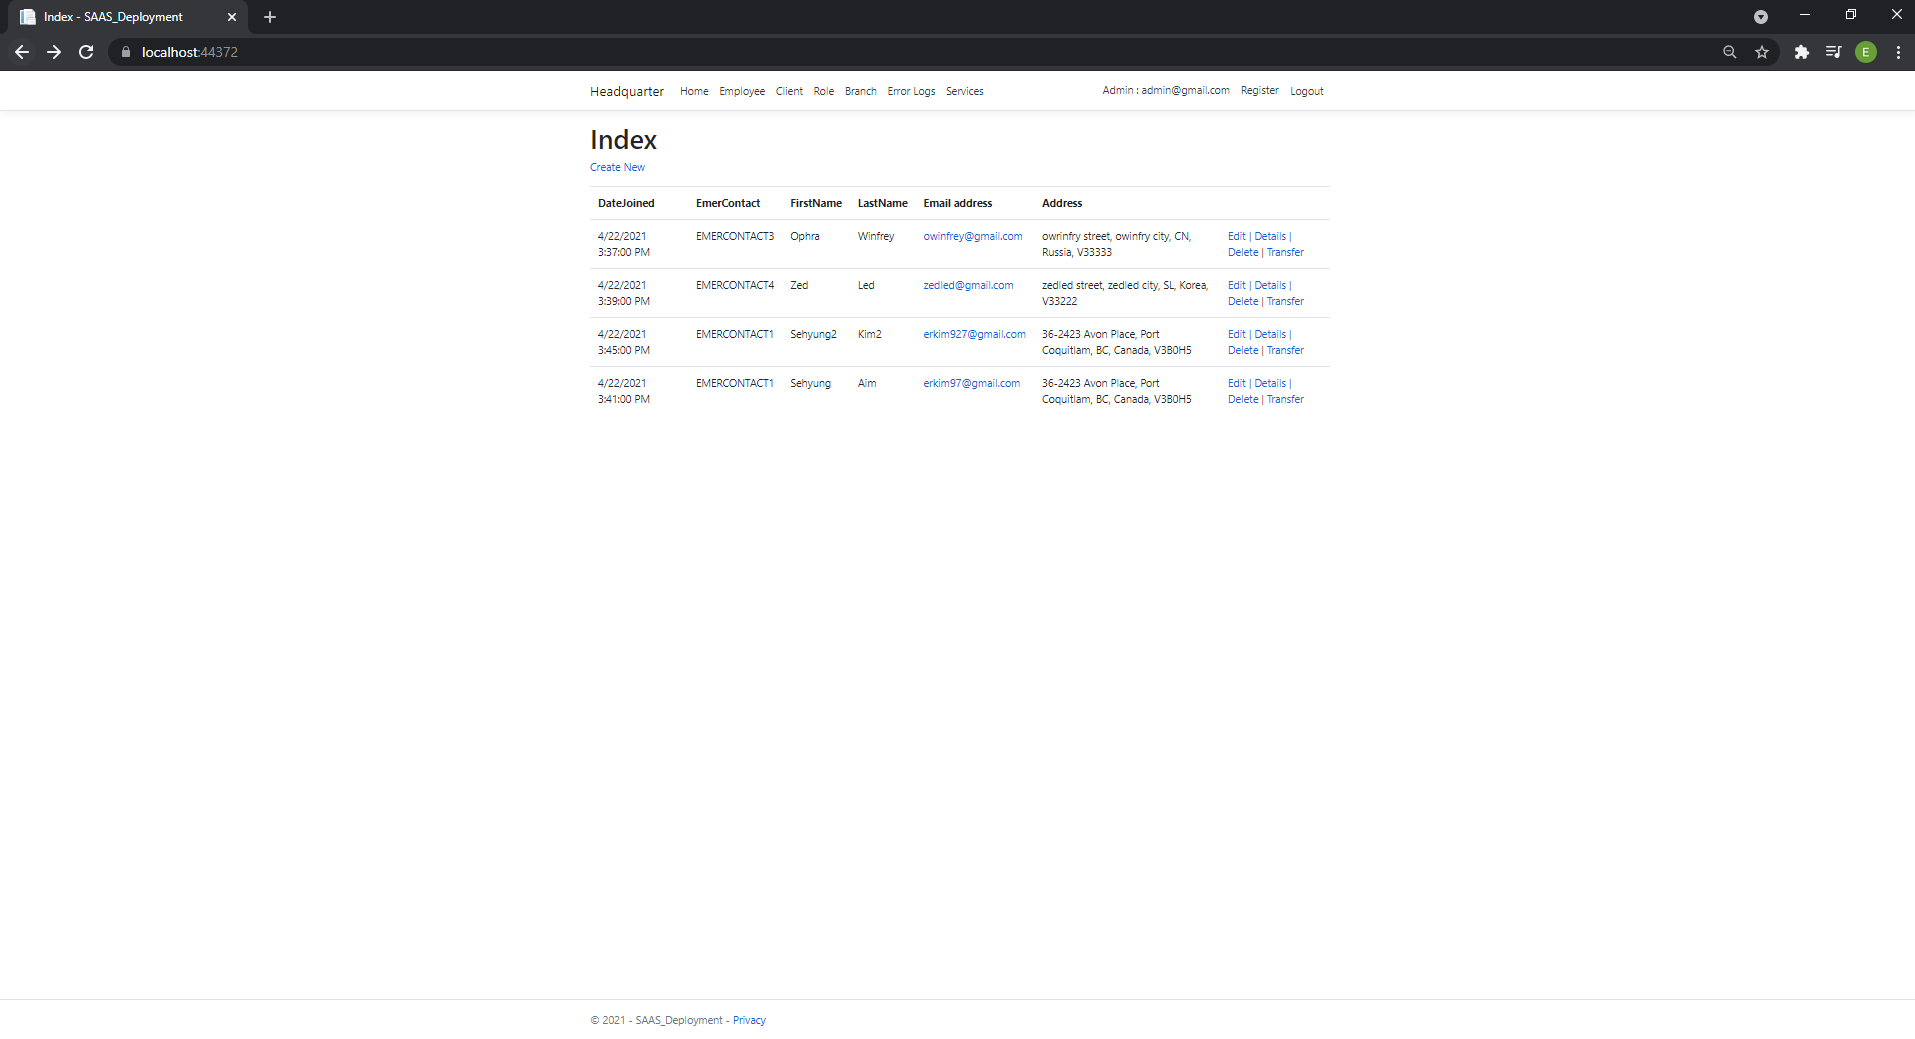 Index - SAAS_Deployment
localhost:44372
E
Headquarter Home Employee Client Role Branch Error Logs Services Admin : admin@gmail.com Register Logout
Index
Create New
DateJoined EmerContact FirstName LastName Email address Address
4/22/2021 EMERCONTACT3 Ophra Winfrey owinfrey@gmail.com owrinfry street, owinfry city, CN, Edit | Details |
3:37:00 PM Russia, V33333 Delete | Transfer
4/22/2021 EMERCONTACT4 Zed Led zedled@gmail.com zedled street, zedled city, SL, Korea, Edit | Details |
3:39:00 PM V33222 Delete | Transfer
4/22/2021 EMERCONTACT1 Sehyung2 Kim2 erkim927@gmail.com 36-2423 Avon Place, Port Edit | Details |
3:45:00 PM Coquitlam, BC, Canada, V3B0H5 Delete | Transfer
4/22/2021 EMERCONTACT1 Sehyung Aim erkim97@gmail.com 36-2423 Avon Place, Port Edit | Details |
3:41:00 PM Coquitlam, BC, Canada, V3B0H5 Delete | Transfer
© 2021 - SAAS_Deployment - Privacy